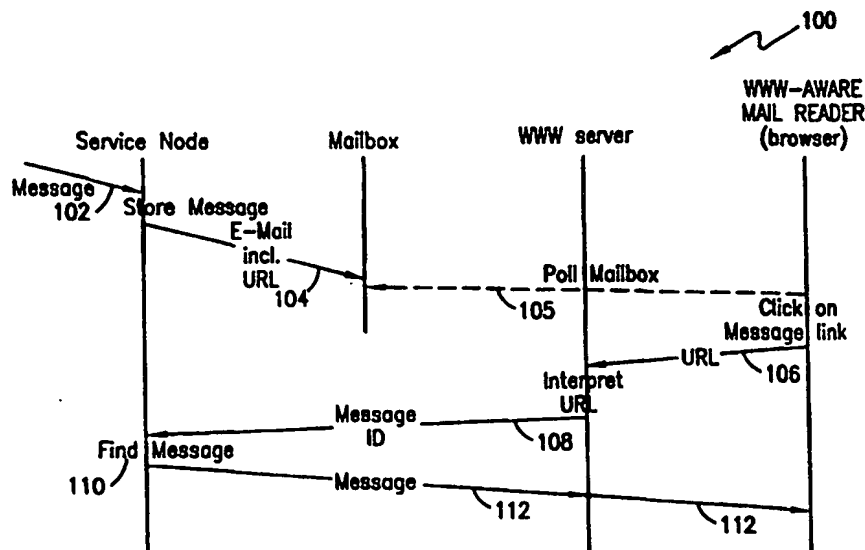 100
WWW-AWARE
MAIL READER
(browser)
Service Node
Mailbox
WWW server
Message
102
Store Message
E-Mail
incl.
URL
104
Poll Mailbox
105
Click on
Message link
URL
106
Interpret
URL
Message
ID
108
Find Message
110
Message
112
112